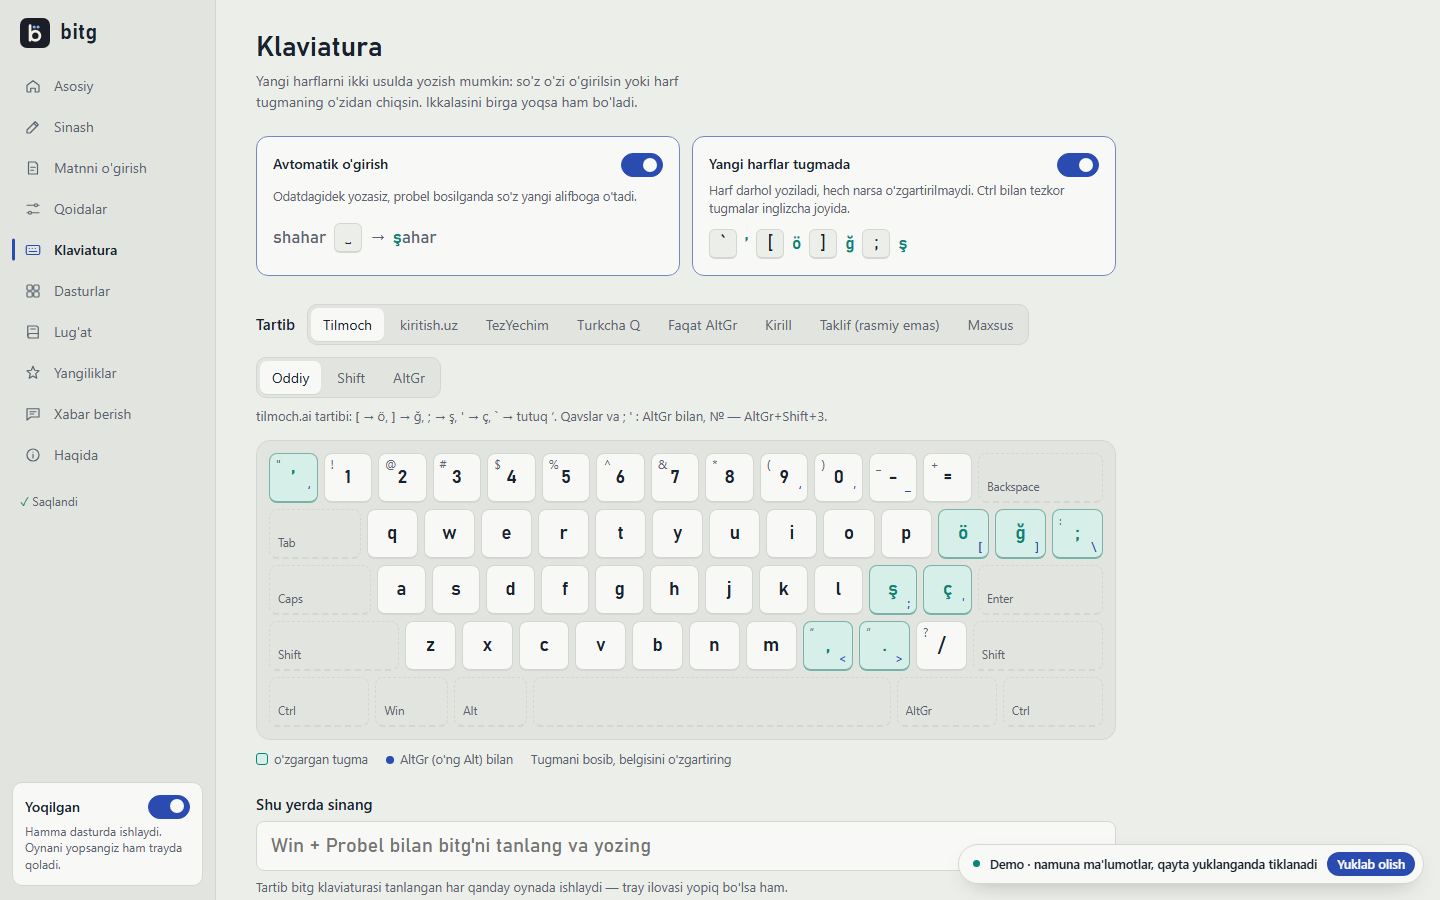 bitg
Asosiy
Sinash
Matnni o'girish
Qoidalar
Klaviatura
Dasturlar
Lug'at
Yangiliklar
Xabar berish
Haqida
✓ Saqlandi
Yoqilgan
Hamma dasturda ishlaydi.
Oynani yopsangiz ham trayda
qoladi.
Klaviatura
Yangi harflarni ikki usulda yozish mumkin: so'z o'zi o'girilsin yoki harf
tugmaning o'zidan chiqsin. Ikkalasini birga yoqsa ham bo'ladi.
Avtomatik o'girish
Odatdagidek yozasiz, probel bosilganda so'z yangi alifboga o'tadi.
shahar ⎵ → şahar
Yangi harflar tugmada
Harf darhol yoziladi, hech narsa o'zgartirilmaydi. Ctrl bilan tezkor
tugmalar inglizcha joyida.
` ʼ [ ö ] ğ ; ş
Tartib Tilmoch kiritish.uz TezYechim Turkcha Q Faqat AltGr Kirill Taklif (rasmiy emas) Maxsus
Oddiy Shift AltGr
tilmoch.ai tartibi: [ → ö, ] → ğ, ; → ş, ' → ç, ` → tutuq ʼ. Qavslar va ; ' : AltGr bilan, № — AltGr+Shift+3.
! 1 @ 2 # 3 $ 4 % 5 ^ 6 & 7 * 8 ( 9 ) 0 _ - + = Backspace
Tab q w e r t y u i o p ö [ ğ ] : ; \
Caps a s d f g h j k l ş ; ç ' Enter
Shift z x c v b n m , < . > ? / Shift
Ctrl Win Alt AltGr Ctrl
o'zgargan tugma AltGr (o'ng Alt) bilan Tugmani bosib, belgisini o'zgartiring
Shu yerda sinang
Win + Probel bilan bitg'ni tanlang va yozing
Tartib bitg klaviaturasi tanlangan har qanday oynada ishlaydi — tray ilovasi yopiq bo'lsa ham.
Demo · namuna ma'lumotlar, qayta yuklanganda tiklanadi Yuklab olish